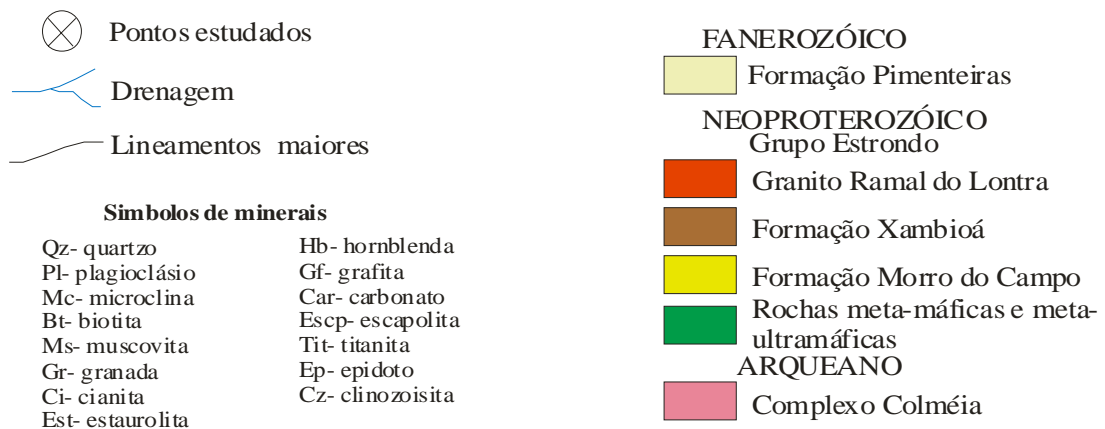 Pontos estudados
Drenagem
Lineamentos maiores
Simbolos de minerais
Qz- quartzo
Pl- plagioclásio
Mc- microclina
Bt- biotita
Ms- muscovita
Gr- granada
Ci- cianita
Est- estaurolita
Hb- hornblenda
Gf- grafita
Car- carbonato
Escp- escapolita
Tit- titanita
Ep- epidoto
Cz- clinozoisita
FANEROZÓICO
Formação Pimenteiras
NEOPROTEROZÓICO
Grupo Estrondo
Granito Ramal do Lontra
Formação Xambioá
Formação Morro do Campo
Rochas meta-máficas e meta-
ultramáficas
ARQUEANO
Complexo Colméia